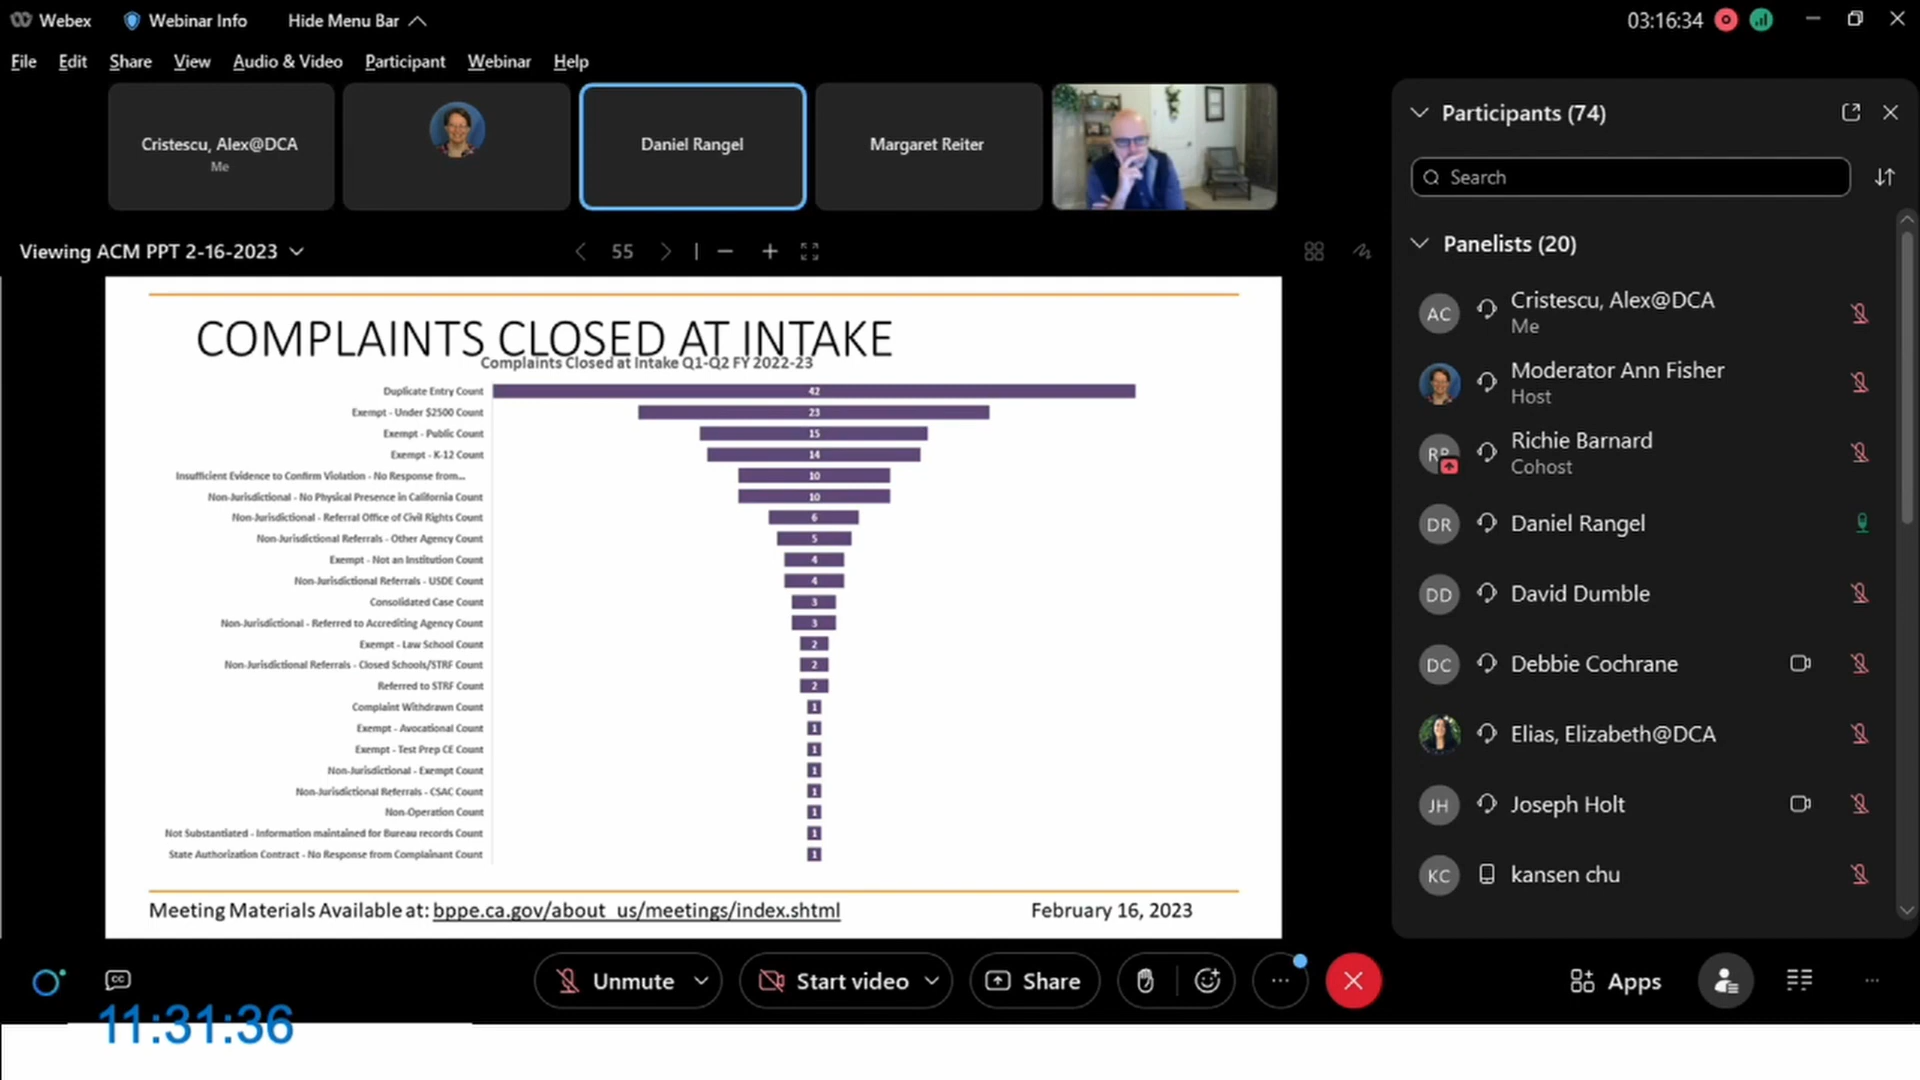 Webex
Webinar Info
Hide Menu Bar
03:16:34
File Edit Share View Audio & Video Participant Webinar Help
Cristescu, Alex@DCA
Me
Daniel Rangel
Margaret Reiter
Viewing ACM PPT 2-16-2023
55
COMPLAINTS CLOSED AT INTAKE
Complaints Closed at Intake Q1-Q2 FY 2022-23
Duplicate Entry Count 42
Exempt - Under $2500 Count 23
Exempt - Public Count 15
Exempt - K-12 Count 14
Insufficient Evidence to Confirm Violation - No Response from... 10
Non-Jurisdictional - No Physical Presence in California Count 10
Non-Jurisdictional - Referral Office of Civil Rights Count 6
Non-Jurisdictional Referrals - Other Agency Count 5
Exempt - Not an Institution Count 4
Non-Jurisdictional Referrals - USDE Count 4
Consolidated Case Count 3
Non-Jurisdictional - Referred to Accrediting Agency Count 3
Exempt - Law School Count 2
Non-Jurisdictional Referrals - Closed Schools/STRF Count 2
Referred to STRF Count 2
Complaint Withdrawn Count 1
Exempt - Avocational Count 1
Exempt - Test Prep CE Count 1
Non-Jurisdictional - Exempt Count 1
Non-Jurisdictional Referrals - CSAC Count 1
Non-Operation Count 1
Not Substantiated - Information maintained for Bureau records Count 1
State Authorization Contract - No Response from Complainant Count 1
Meeting Materials Available at: bppe.ca.gov/about_us/meetings/index.shtml
February 16, 2023
Participants (74)
Search
Panelists (20)
AC Cristescu, Alex@DCA
Me
Moderator Ann Fisher
Host
Richie Barnard
Cohost
DR Daniel Rangel
DD David Dumble
DC Debbie Cochrane
Elias, Elizabeth@DCA
JH Joseph Holt
KC kansen chu
CC
Unmute
Start video
Share
Apps
11:31:36